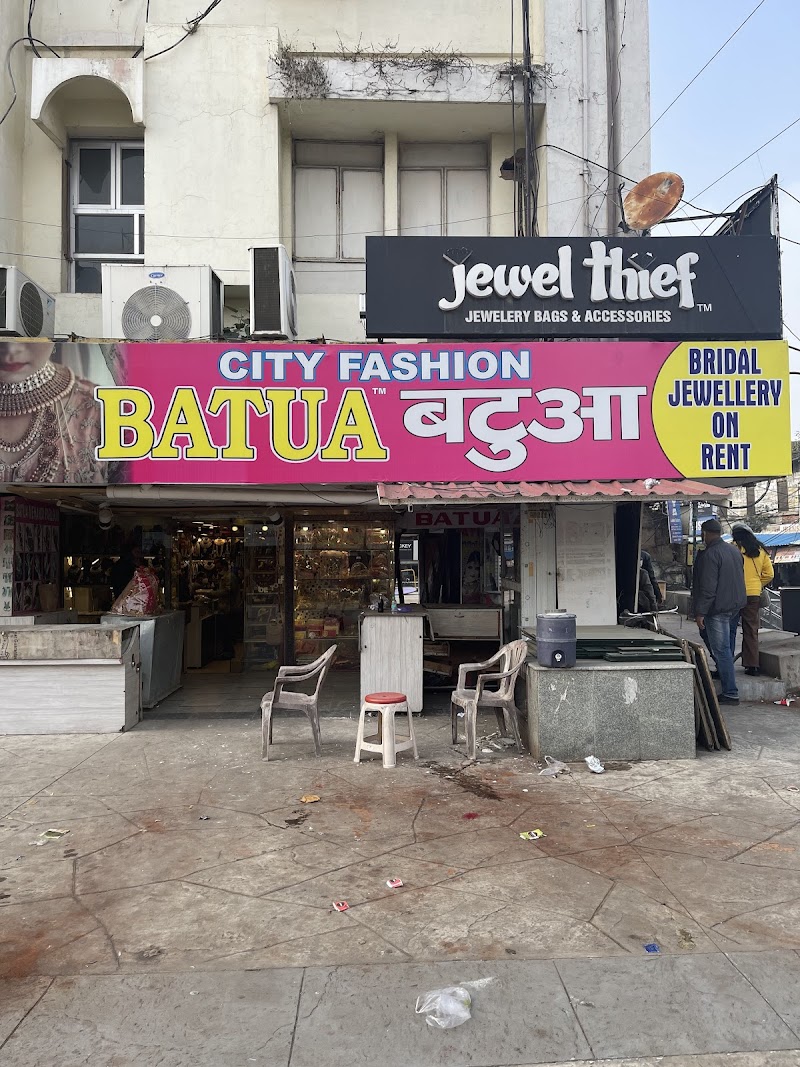 Jewel Thief TM
JEWELERY BAGS & ACCESSORIES
CITY FASHION
BATUA TM बटुआ
BRIDAL
JEWELLERY
ON
RENT
BATUA